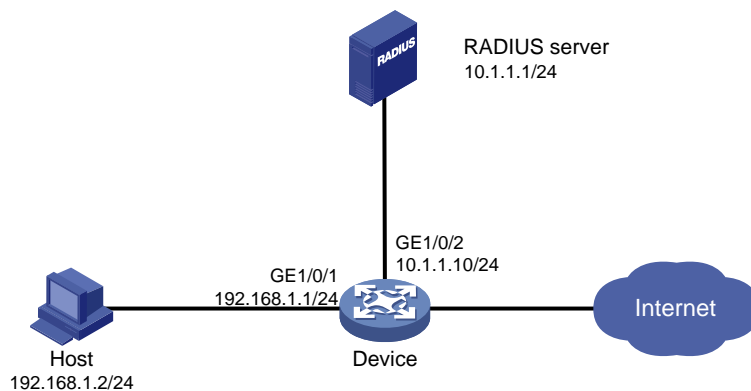 RADIUS
RADIUS server
10.1.1.1/24
GE1/0/2
10.1.1.10/24
GE1/0/1
192.168.1.1/24
Internet
Host
192.168.1.2/24
Device